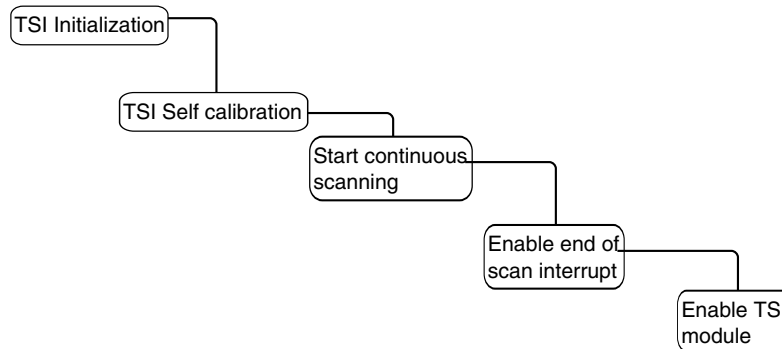 TSI Initialization
TSI Self calibration
Start continuous
scanning
Enable end of
scan interrupt
Enable TS
module